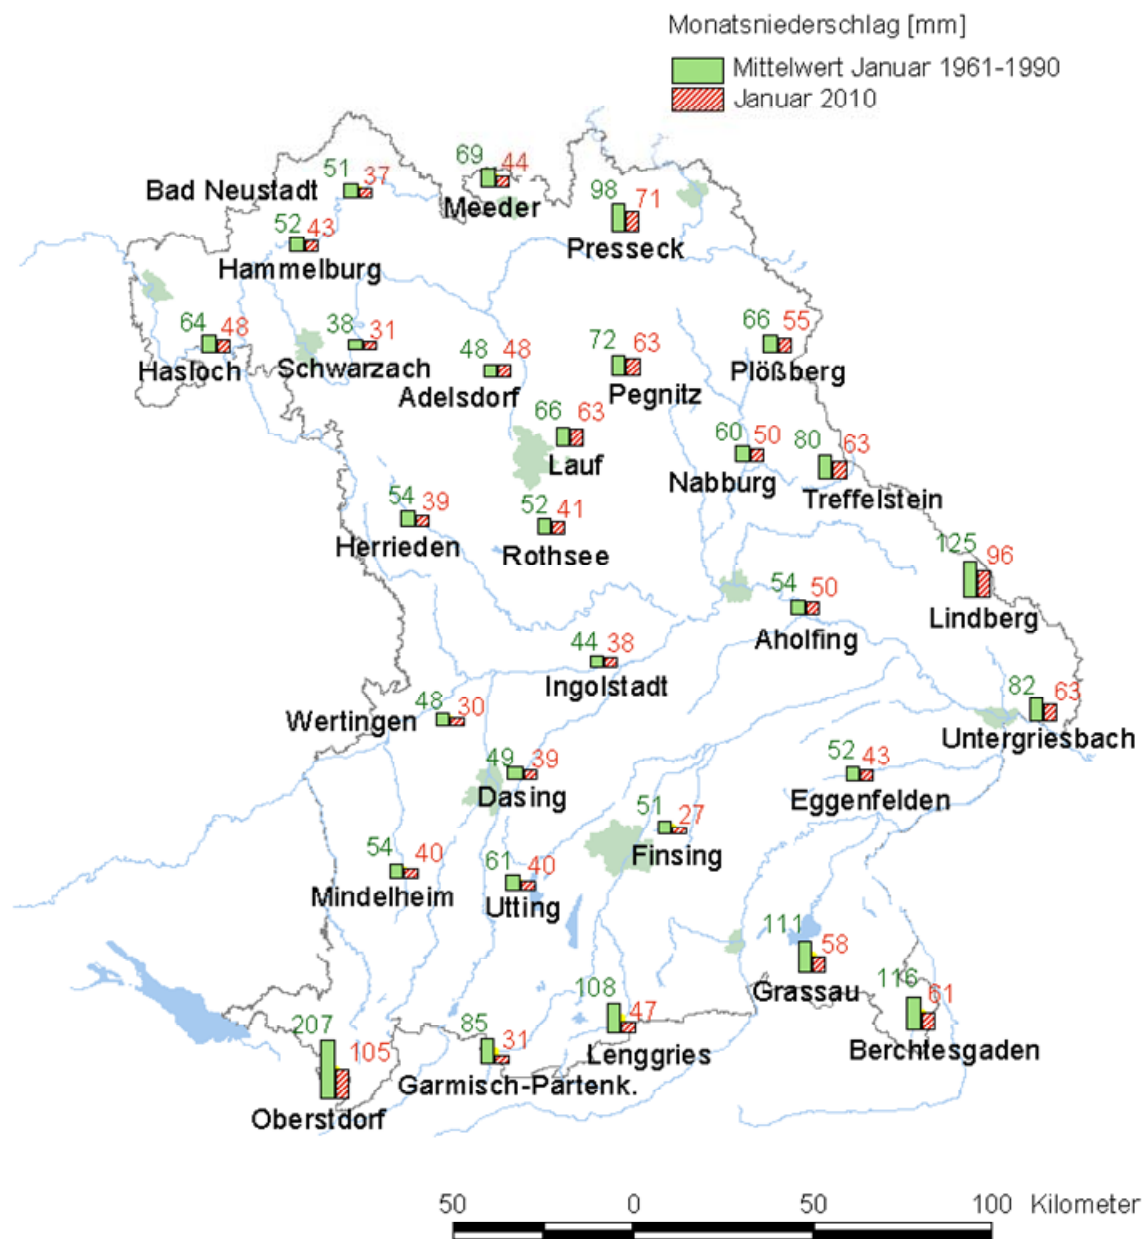 Monatsniederschlag [mm]
Mittelwert Januar 1961-1990
Januar 2010
51 37
Bad Neustadt
69 44
Meeder
98 71
Presseck
52 43
Hammelburg
64 48
Hasloch
38 31
Schwarzach
48 48
Adelsdorf
72 63
Pegnitz
66 55
Plößberg
66 63
Lauf
60 50
Nabburg
80 63
Treffelstein
54 39
Herrieden
52 41
Rothsee
125 96
Lindberg
54 50
Aholfing
44 38
Ingolstadt
48 30
Wertingen
82 63
Untergriesbach
49 39
Dasing
52 43
Eggenfelden
51 27
Finsing
54 40
Mindelheim
61 40
Utting
111 58
Grassau
116 61
Berchtesgaden
108 47
Lenggries
85 31
Garmisch-Partenk.
207 105
Oberstdorf
50 0 50 100 Kilometer